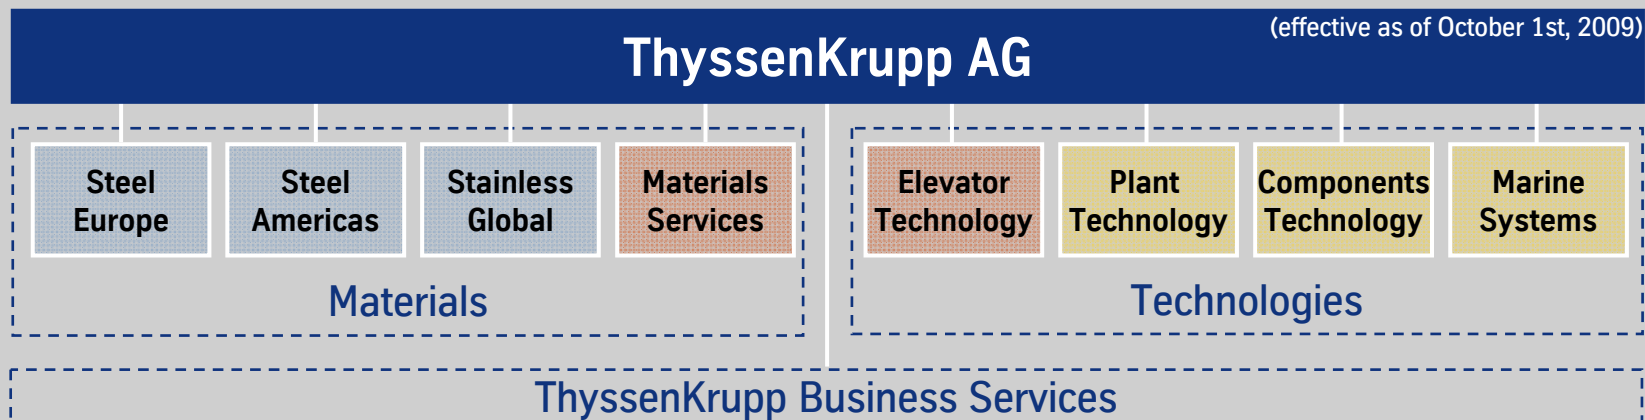 (effective as of October 1st, 2009)
ThyssenKrupp AG
Steel
Europe
Steel
Americas
Stainless
Global
Materials
Services
Elevator
Technology
Plant
Technology
Components
Technology
Marine
Systems
Materials
Technologies
ThyssenKrupp Business Services